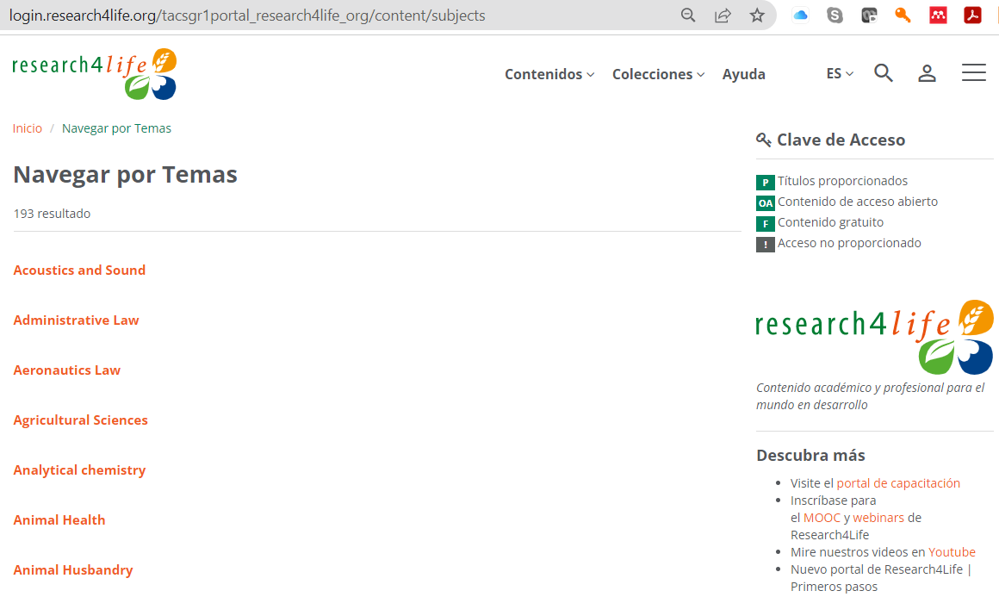 login.research4life.org/tacsgr1portal_research4life_org/content/subjects
research4life
Contenidos
Colecciones
Ayuda
ES
Inicio / Navegar por Temas
Navegar por Temas
193 resultado
Acoustics and Sound
Administrative Law
Aeronautics Law
Agricultural Sciences
Analytical chemistry
Animal Health
Animal Husbandry
Clave de Acceso
P Títulos proporcionados
OA Contenido de acceso abierto
F Contenido gratuito
! Acceso no proporcionado
research4life
Contenido académico y profesional para el
mundo en desarrollo
Descubra más
Visite el portal de capacitación
Inscríbase para
el MOOC y webinars de
Research4Life
Mire nuestros videos en Youtube
Nuevo portal de Research4Life |
Primeros pasos